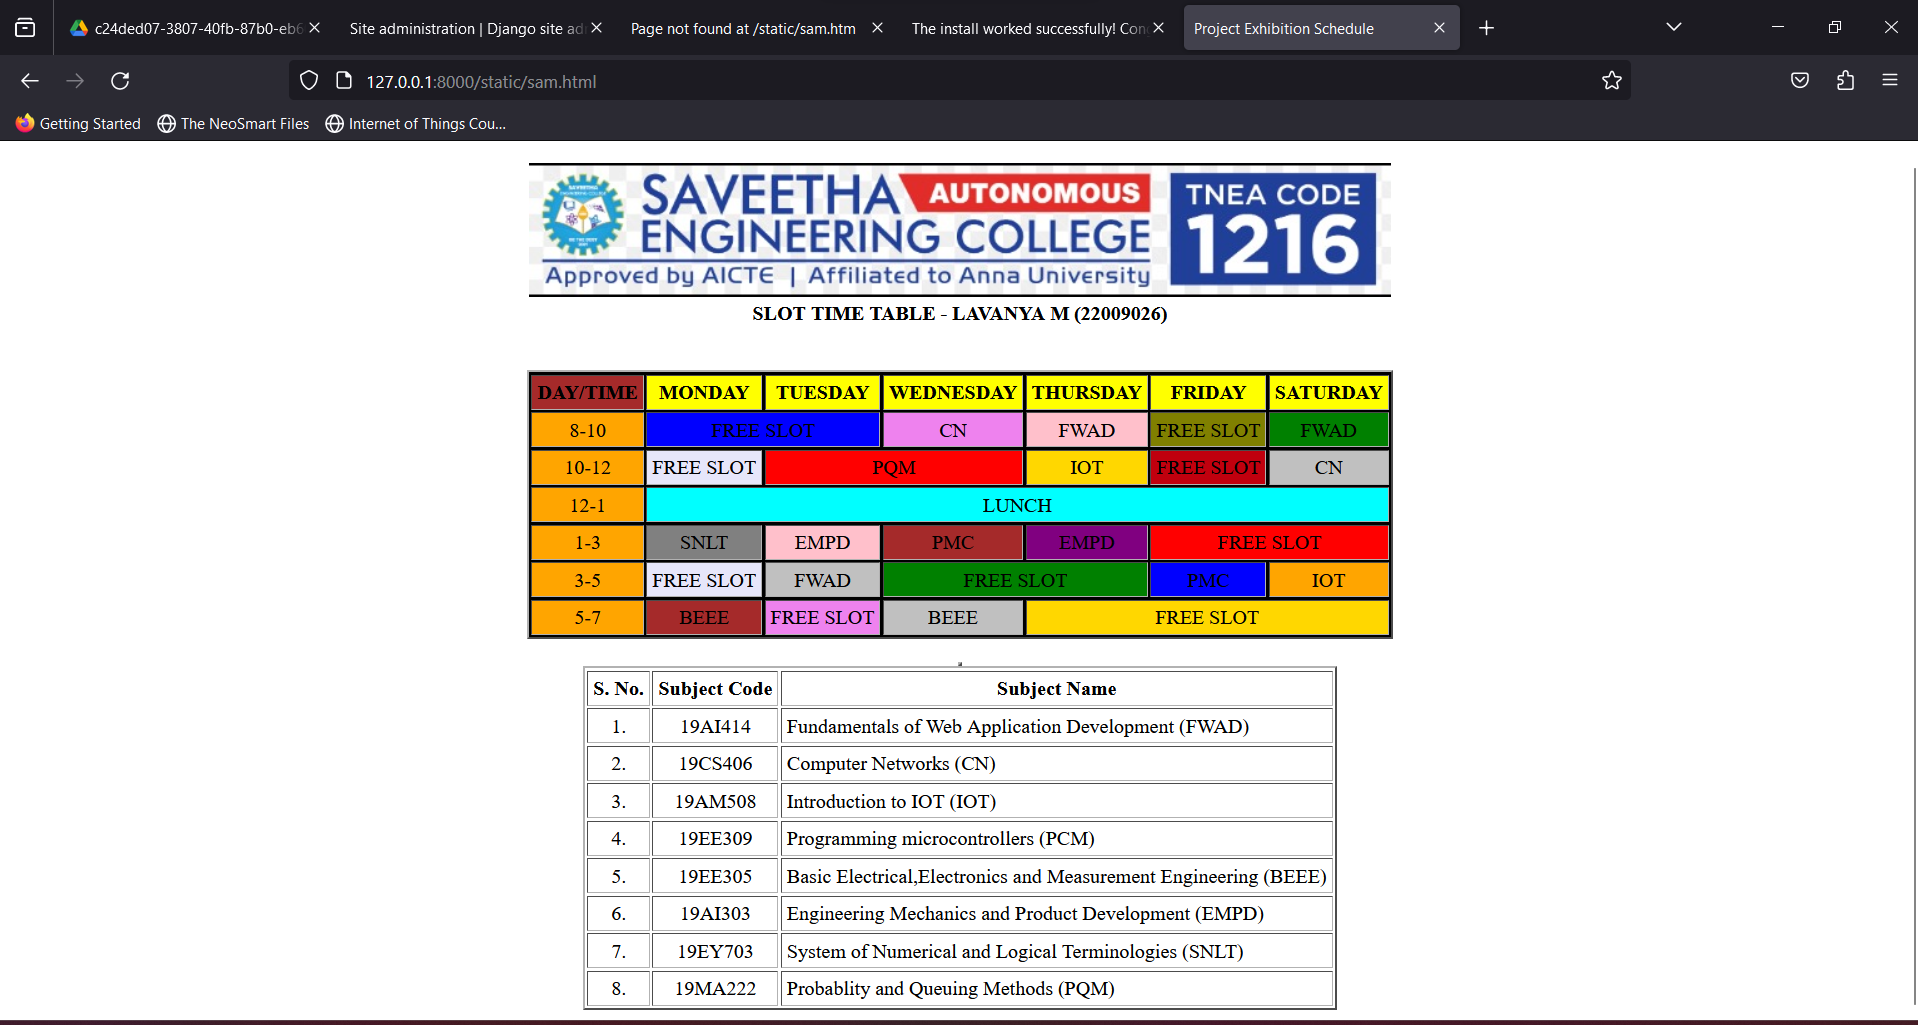 c24ded07-3807-40fb-87b0-eb6
Site administration | Django site ad
Page not found at /static/sam.htm
The install worked successfully! Con
Project Exhibition Schedule
127.0.0.1:8000/static/sam.html
Getting Started
The NeoSmart Files
Internet of Things Cou...
SAVEETHA AUTONOMOUS
ENGINEERING COLLEGE
Approved by AICTE | Affiliated to Anna University
TNEA CODE
1216
SLOT TIME TABLE - LAVANYA M (22009026)
DAY/TIME MONDAY TUESDAY WEDNESDAY THURSDAY FRIDAY SATURDAY
8-10 FREE SLOT CN FWAD FREE SLOT FWAD
10-12 FREE SLOT PQM IOT FREE SLOT CN
12-1 LUNCH
1-3 SNLT EMPD PMC EMPD FREE SLOT
3-5 FREE SLOT FWAD FREE SLOT PMC IOT
5-7 BEEE FREE SLOT BEEE FREE SLOT
S. No. Subject Code Subject Name
1. 19AI414 Fundamentals of Web Application Development (FWAD)
2. 19CS406 Computer Networks (CN)
3. 19AM508 Introduction to IOT (IOT)
4. 19EE309 Programming microcontrollers (PCM)
5. 19EE305 Basic Electrical,Electronics and Measurement Engineering (BEEE)
6. 19AI303 Engineering Mechanics and Product Development (EMPD)
7. 19EY703 System of Numerical and Logical Terminologies (SNLT)
8. 19MA222 Probablity and Queuing Methods (PQM)